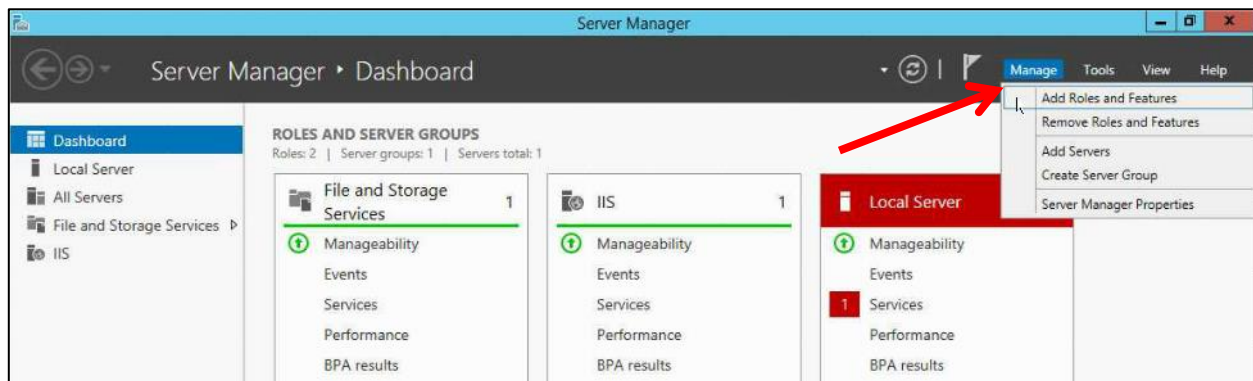 Server Manager
Server Manager • Dashboard
Manage Tools View Help
Add Roles and Features
Remove Roles and Features
Add Servers
Create Server Group
Server Manager Properties
Dashboard
Local Server
All Servers
File and Storage Services
IIS
ROLES AND SERVER GROUPS
Roles: 2 | Server groups: 1 | Servers total: 1
File and Storage
Services
1
Manageability
Events
Services
Performance
BPA results
IIS 1
Manageability
Events
Services
Performance
BPA results
Local Server
Manageability
Events
1 Services
Performance
BPA results